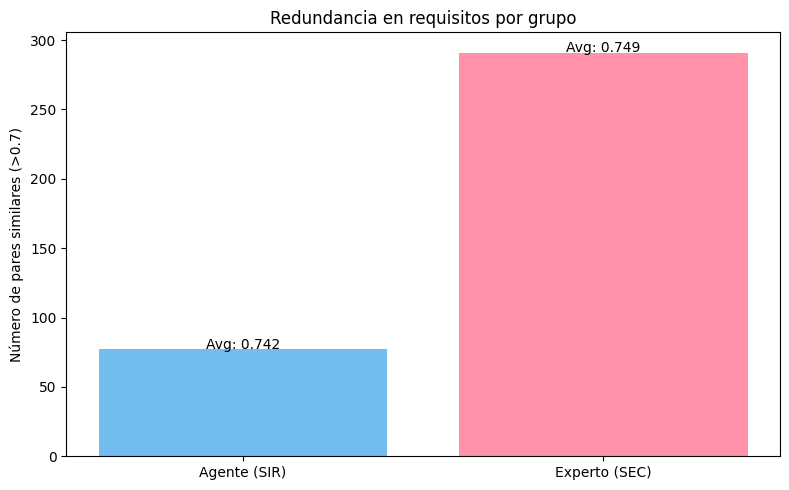 Redundancia en requisitos por grupo
Número de pares similares (>0.7)
300
250
200
150
100
50
0
Avg: 0.742
Avg: 0.749
Agente (SIR)
Experto (SEC)